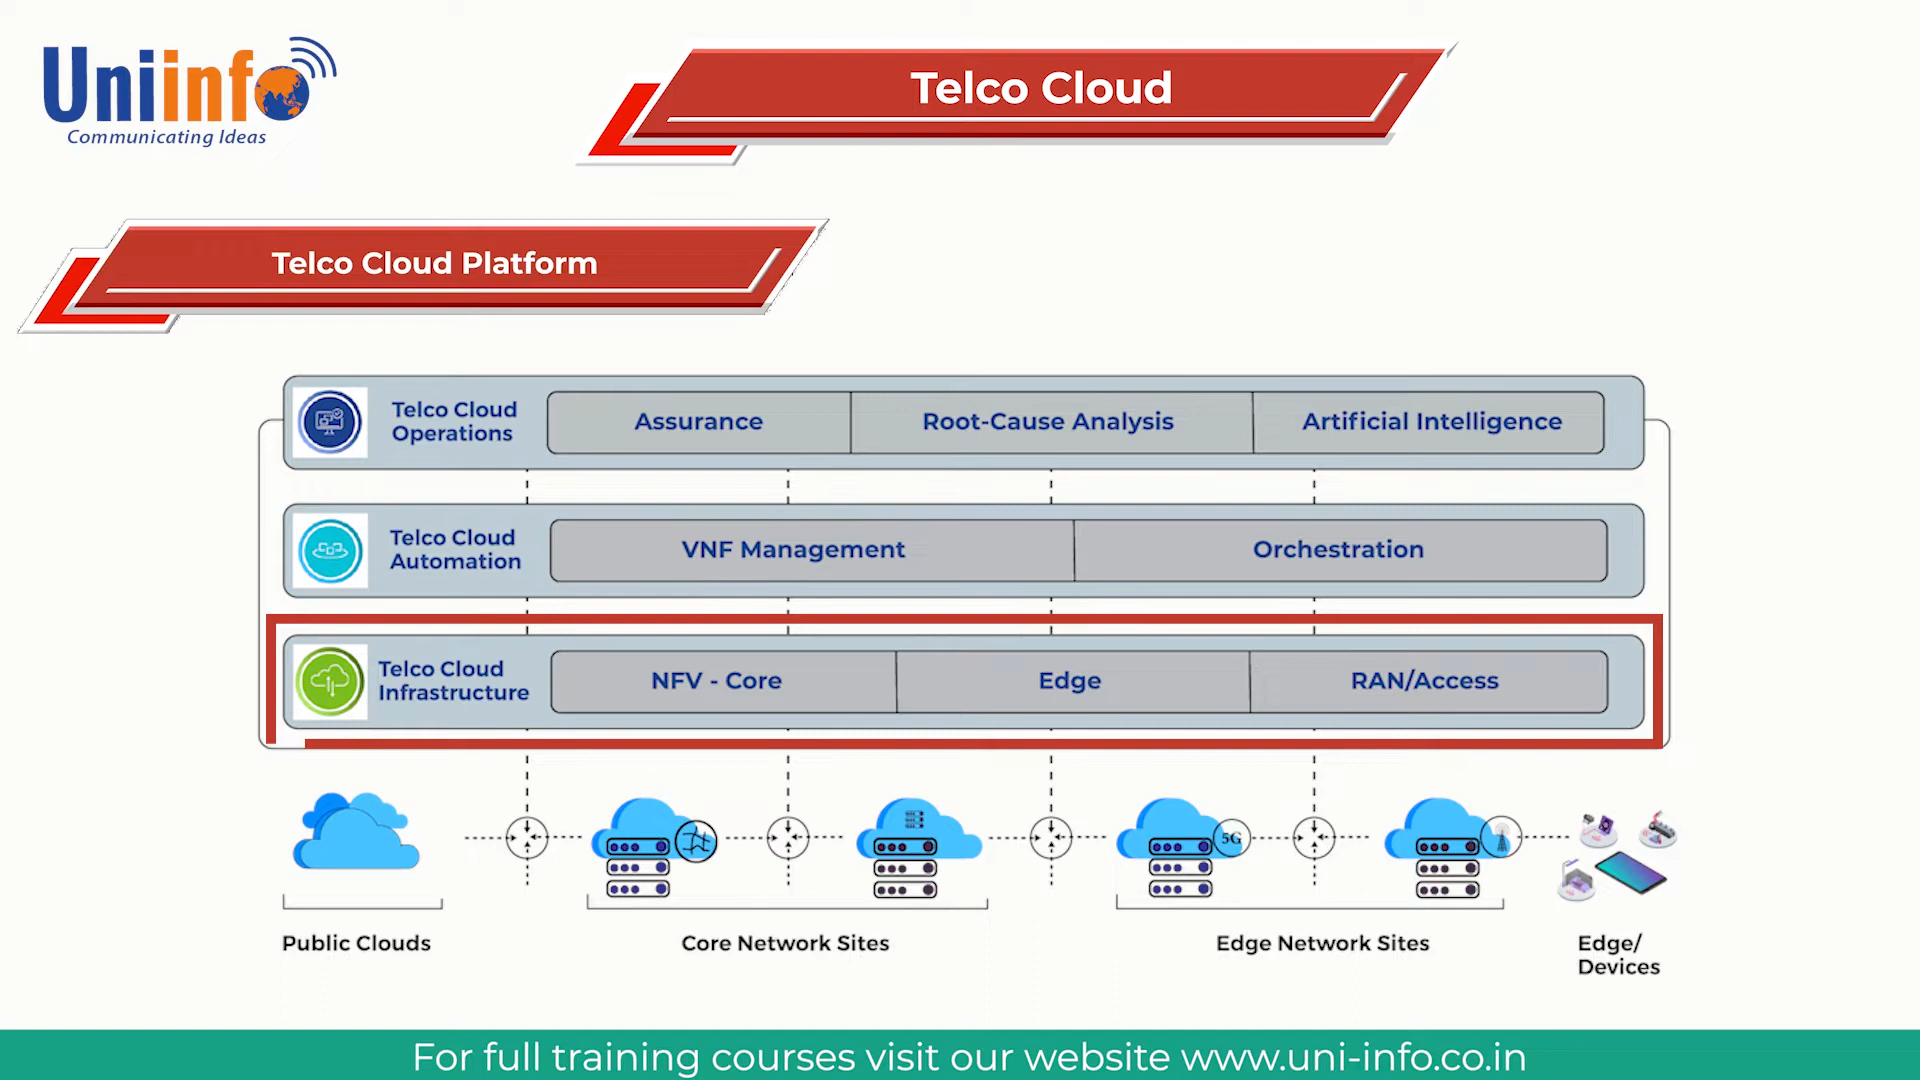 Uniinfo
Communicating Ideas
Telco Cloud
Telco Cloud Platform
Telco Cloud
Operations
Assurance
Root-Cause Analysis
Artificial Intelligence
Telco Cloud
Automation
VNF Management
Orchestration
Telco Cloud
Infrastructure
NFV - Core
Edge
RAN/Access
5G
Public Clouds
Core Network Sites
Edge Network Sites
Edge/
Devices
For full training courses visit our website www.uni-info.co.in